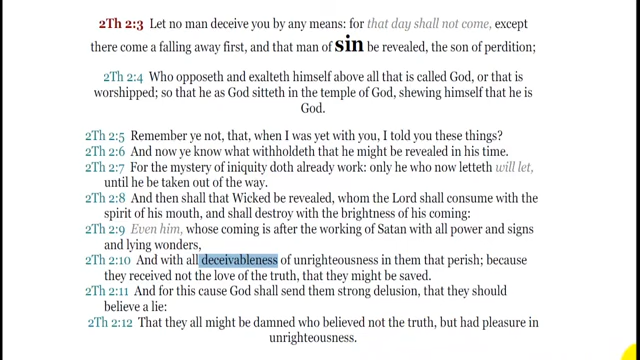 2Th 2:3 Let no man deceive you by any means: for that day shall not come, except
there come a falling away first, and that man of sin be revealed, the son of perdition;
2Th 2:4 Who opposeth and exalteth himself above all that is called God, or that is
worshipped; so that he as God sitteth in the temple of God, shewing himself that he is
God.
2Th 2:5 Remember ye not, that, when I was yet with you, I told you these things?
2Th 2:6 And now ye know what withholdeth that he might be revealed in his time.
2Th 2:7 For the mystery of iniquity doth already work: only he who now letteth will let,
until he be taken out of the way.
2Th 2:8 And then shall that Wicked be revealed, whom the Lord shall consume with the
spirit of his mouth, and shall destroy with the brightness of his coming:
2Th 2:9 Even him, whose coming is after the working of Satan with all power and signs
and lying wonders,
2Th 2:10 And with all deceivableness of unrighteousness in them that perish; because
they received not the love of the truth, that they might be saved.
2Th 2:11 And for this cause God shall send them strong delusion, that they should
believe a lie:
2Th 2:12 That they all might be damned who believed not the truth, but had pleasure in
unrighteousness.